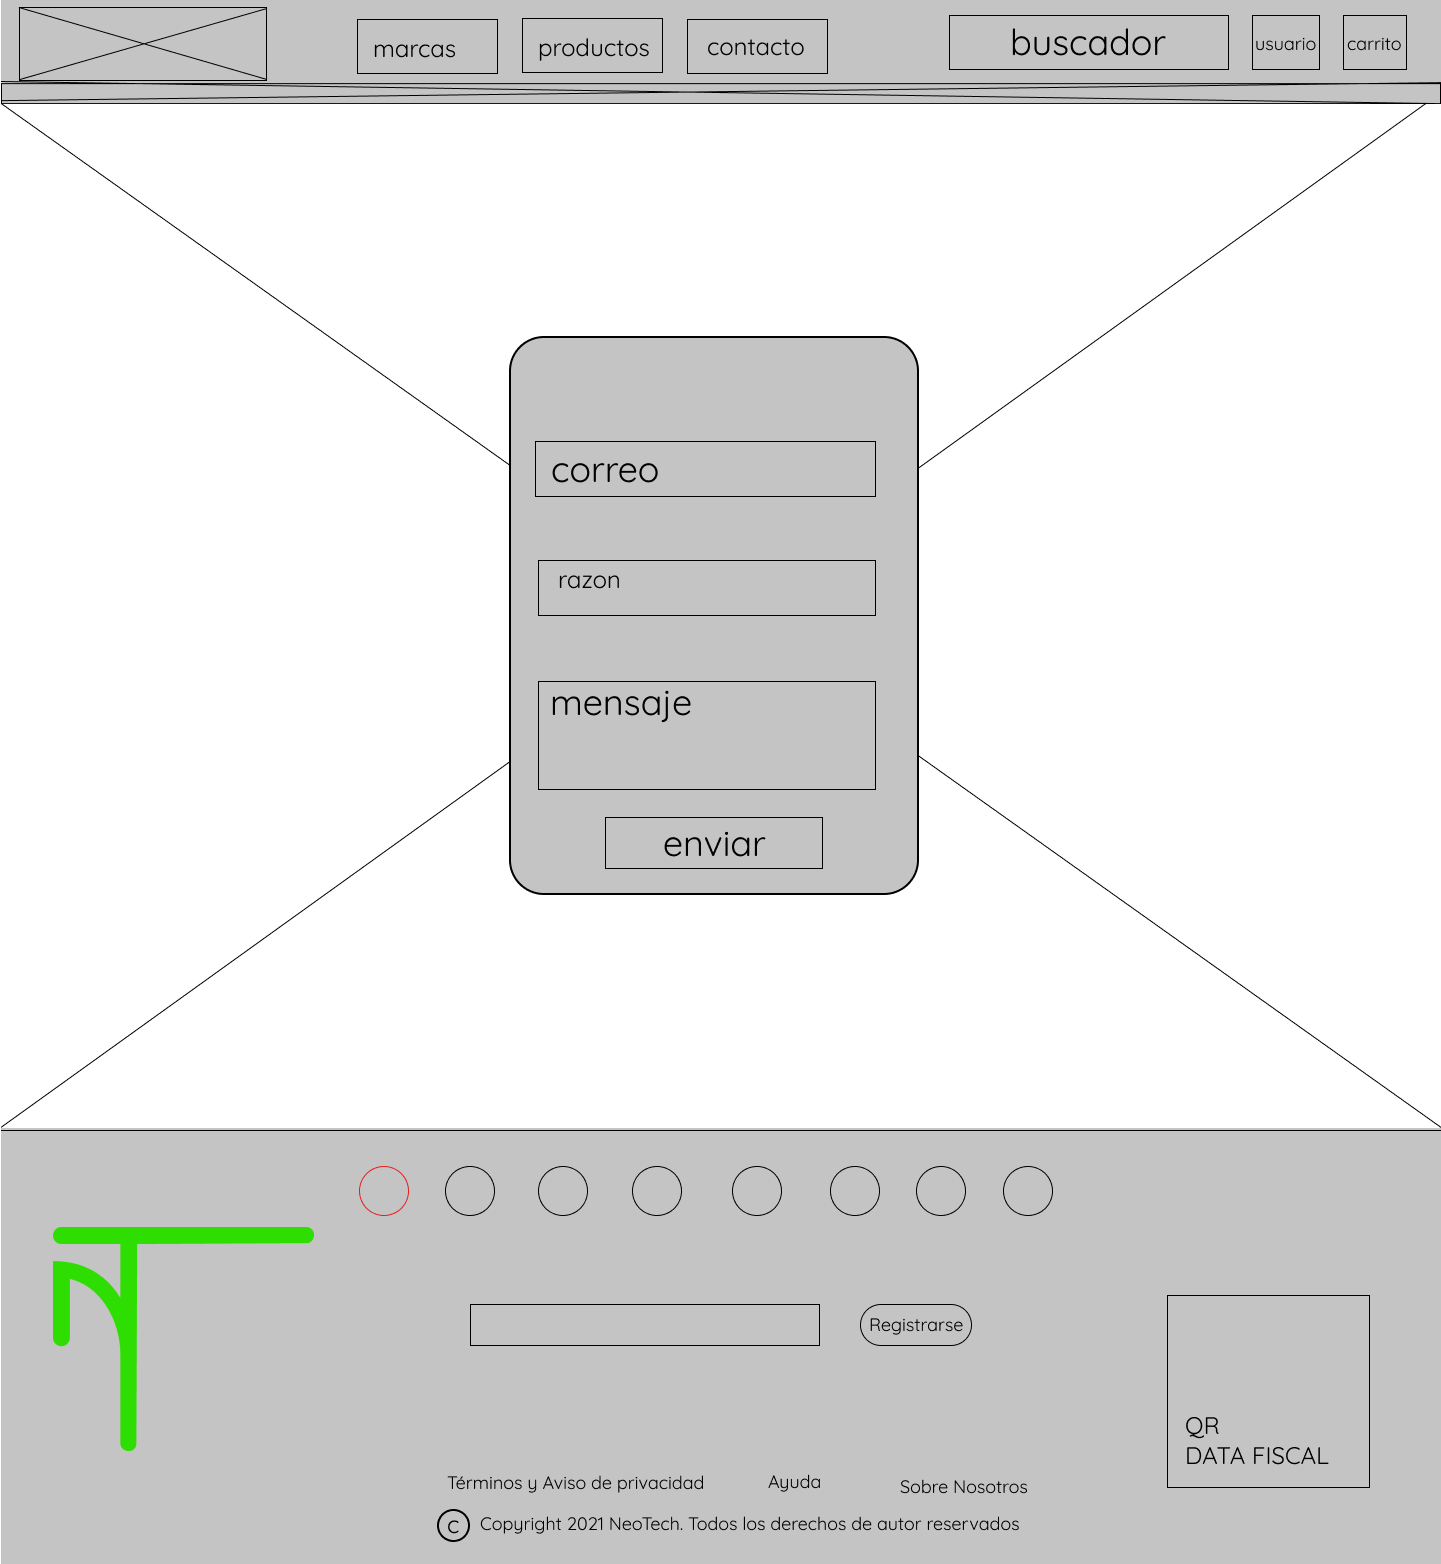 marcas
productos
contacto
buscador
usuario
carrito
correo
razon
mensaje
enviar
Registrarse
QR
DATA FISCAL
Términos y Aviso de privacidad
Ayuda
Sobre Nosotros
C Copyright 2021 NeoTech. Todos los derechos de autor reservados